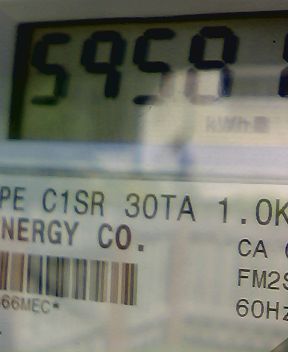 5958
kWh
PE C1SR 30TA 1.0K
NERGY CO.
CA
FM2S
66MEC*
60Hz